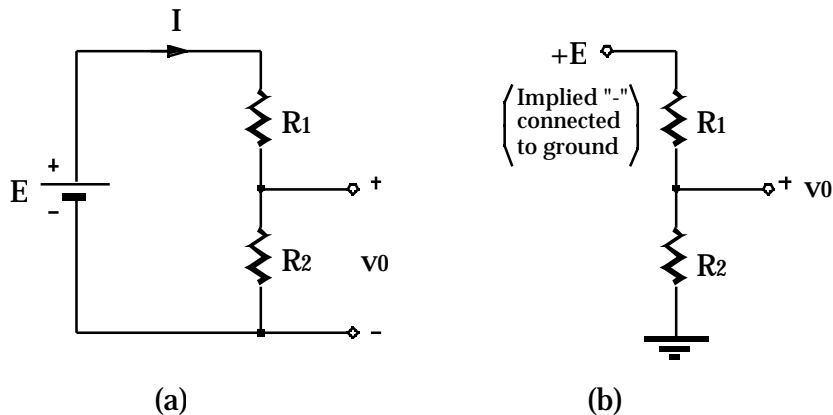 I
R1
+
E
-
+
R2
v0
-
(a)
+E
Implied "-"
connected
to ground
R1
+ v0
R2
(b)